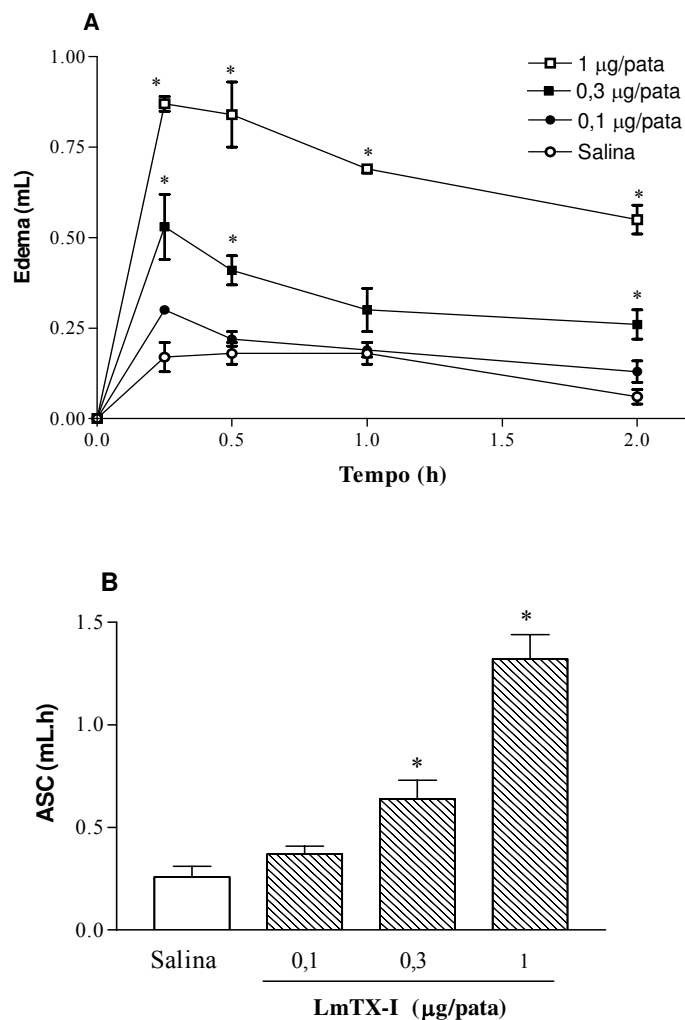 A
1 μg/pata
0,3 μg/pata
0,1 μg/pata
Salina
1.00
0.75
0.50
0.25
0.00
Edema (mL)
* * * *
* * *
0.0 0.5 1.0 1.5 2.0
Tempo (h)
B
1.5
1.0
0.5
0.0
ASC (mL.h)
*
*
Salina 0,1 0,3 1
LmTX-I (μg/pata)